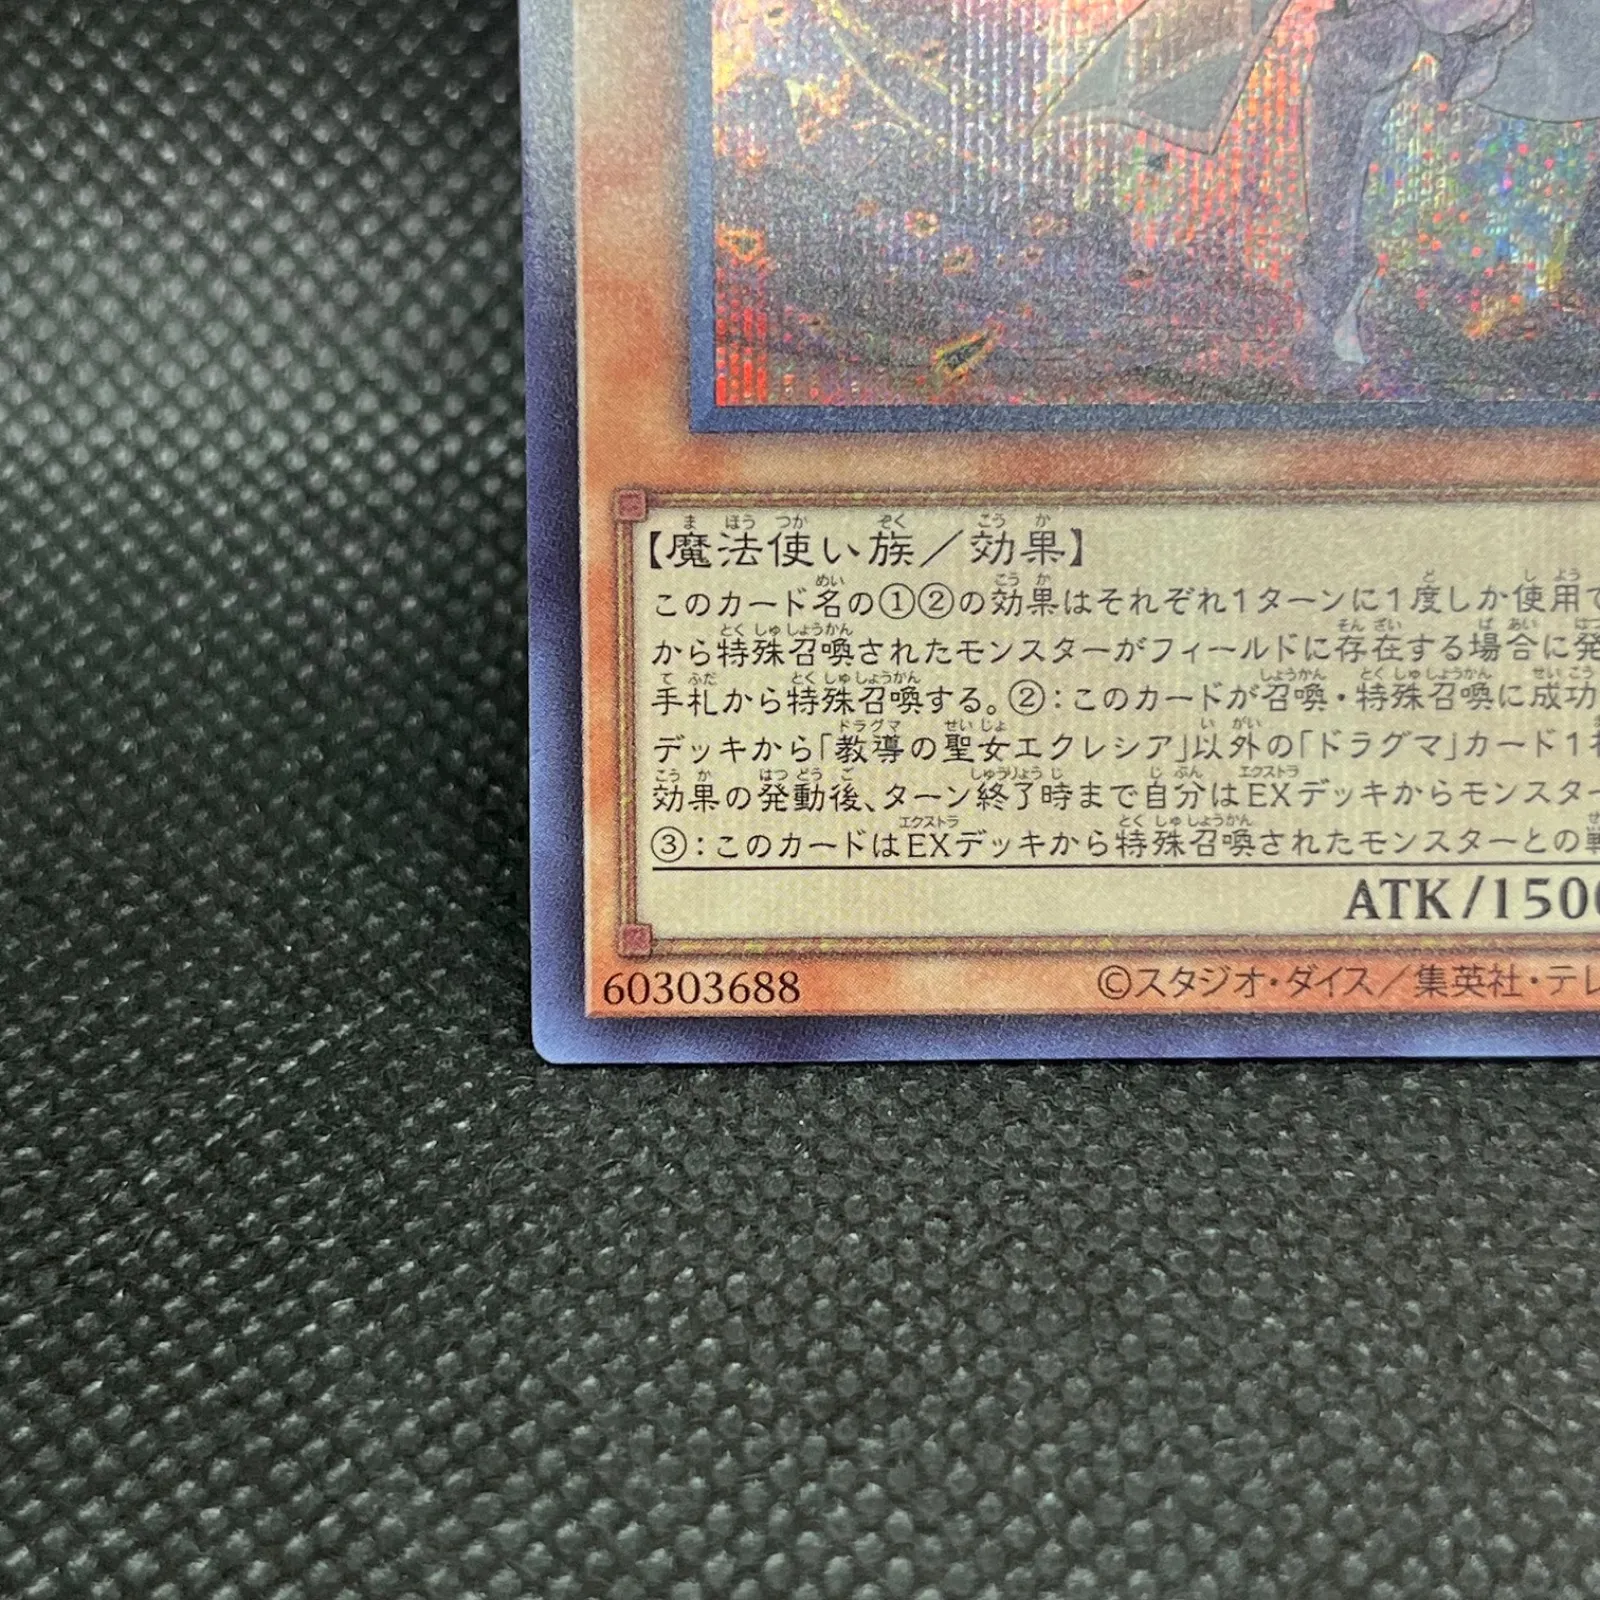 【魔法使い族／効果】
このカード名の①②の効果はそれぞれ1ターンに1度しか使用で
から特殊召喚されたモンスターがフィールドに存在する場合に発
手札から特殊召喚する。②：このカードが召喚・特殊召喚に成功
デッキから「教導の聖女エクレシア」以外の「ドラグマ」カード1
効果の発動後、ターン終了時まで自分はEXデッキからモンスター
③：このカードはEXデッキから特殊召喚されたモンスターとの戦
ATK/150
60303688
©スタジオ・ダイス／集英社・テレ